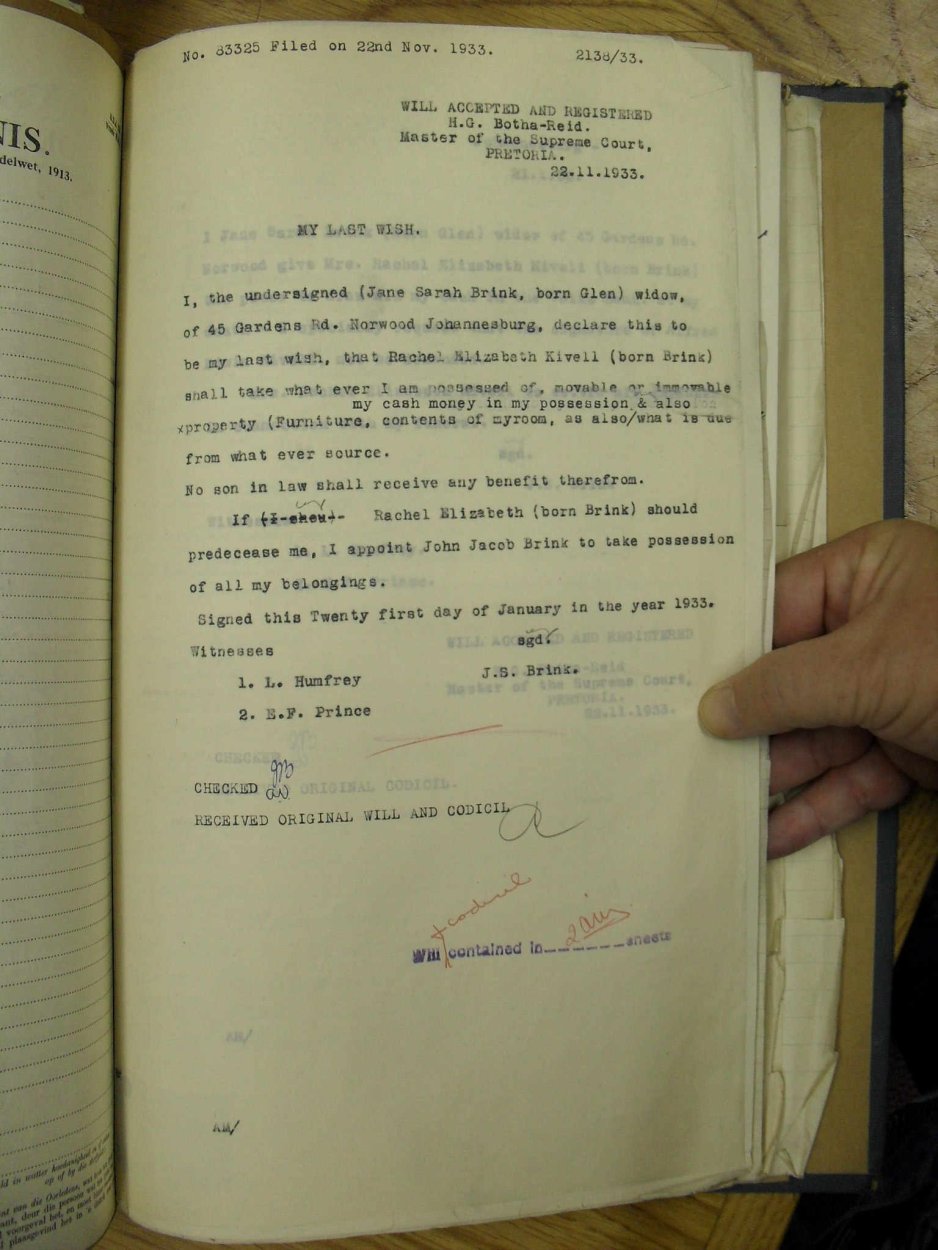 No. 83325 Filed on 22nd Nov. 1933. 2138/33.
WILL ACCEPTED AND REGISTERED
H.G. Botha-Reid.
Master of the Supreme Court,
PRETORIA.
22.11.1933.
MY LAST WISH.
I, the undersigned (Jane Sarah Brink, born Glen) widow,
of 45 Gardens Rd. Norwood Johannesburg, declare this to
be my last wish, that Rachel Elizabeth Kivell (born Brink)
shall take what ever I am possessed of, movable or immovable
my cash money in my possession & also
xproperty (Furniture, contents of myroom, as also/what is due
from what ever source.
No son in law shall receive any benefit therefrom.
If (I shou)- Rachel Elizabeth (born Brink) should
predecease me, I appoint John Jacob Brink to take possession
of all my belongings.
Signed this Twenty first day of January in the year 1933.
sgd.
Witnesses
J.S. Brink.
1. L. Humfrey
2. E.F. Prince
CHECKED
RECEIVED ORIGINAL WILL AND CODICIL
+ codicil
Will contained in 2 sheets
AM/
NIS.
delwet, 1913.